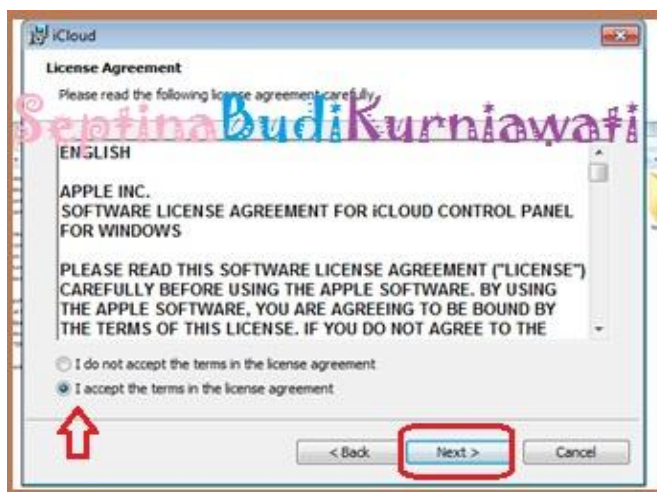 iCloud
License Agreement
Please read the following license agreement carefully.
SeptinaBudiKurniawati
ENGLISH
APPLE INC.
SOFTWARE LICENSE AGREEMENT FOR iCLOUD CONTROL PANEL
FOR WINDOWS
PLEASE READ THIS SOFTWARE LICENSE AGREEMENT ("LICENSE")
CAREFULLY BEFORE USING THE APPLE SOFTWARE. BY USING
THE APPLE SOFTWARE, YOU ARE AGREEING TO BE BOUND BY
THE TERMS OF THIS LICENSE. IF YOU DO NOT AGREE TO THE
I do not accept the terms in the license agreement
I accept the terms in the license agreement
< Back Next > Cancel